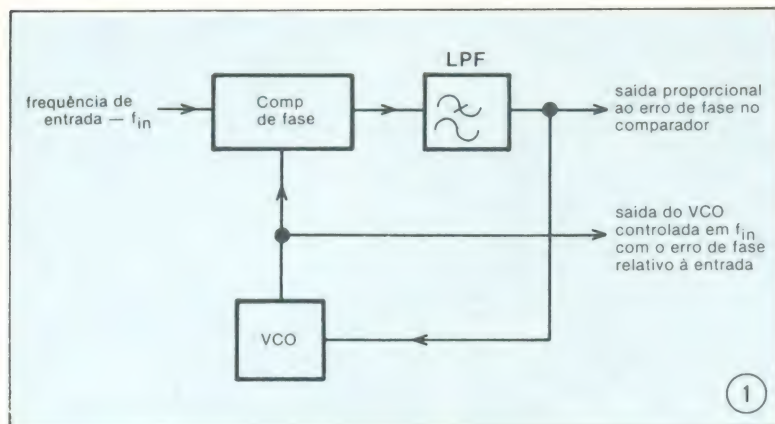 LPF
frequência de
entrada — fin
Comp
de fase
saida proporcional
ao erro de fase no
comparador
saida do VCO
controlada em fin
com o erro de fase
relativo à entrada
VCO
1